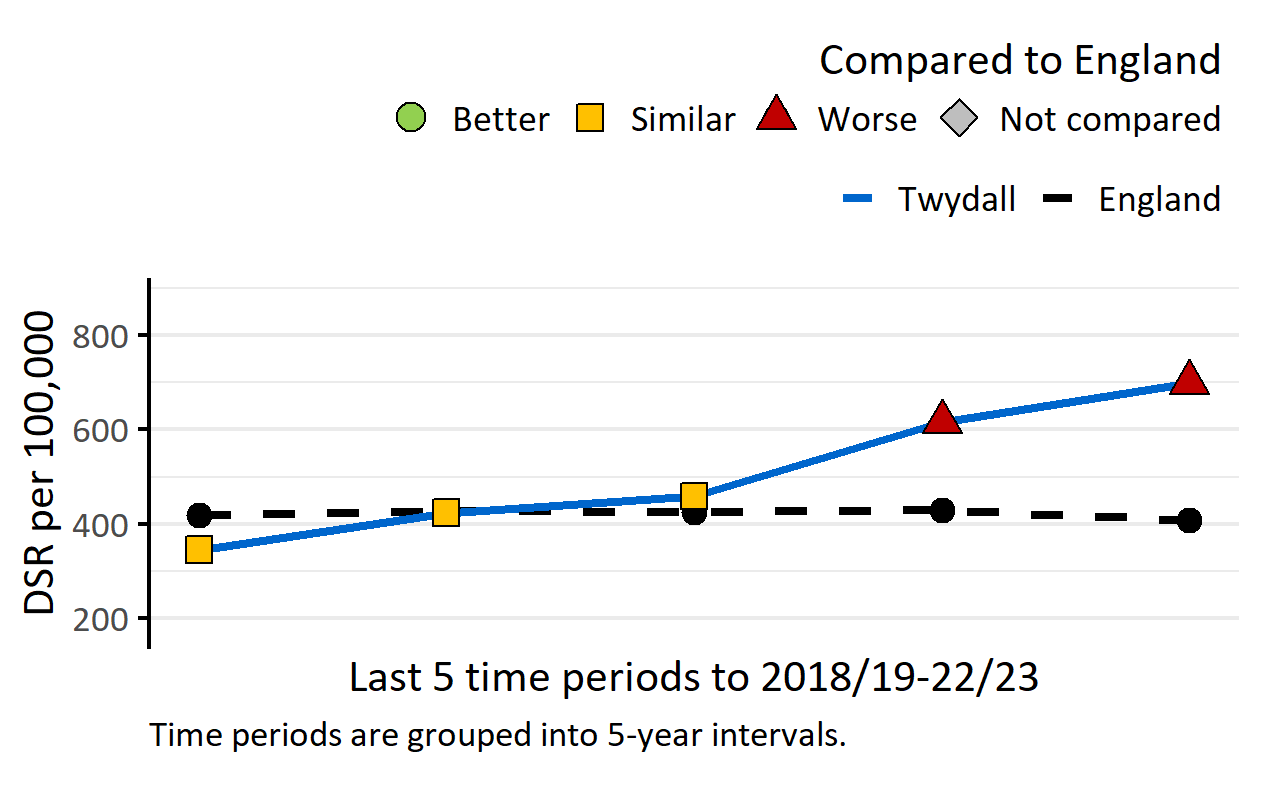 Compared to England
Better Similar Worse Not compared
Twydall England
DSR per 100,000
800
600
400
200
Last 5 time periods to 2018/19-22/23
Time periods are grouped into 5-year intervals.